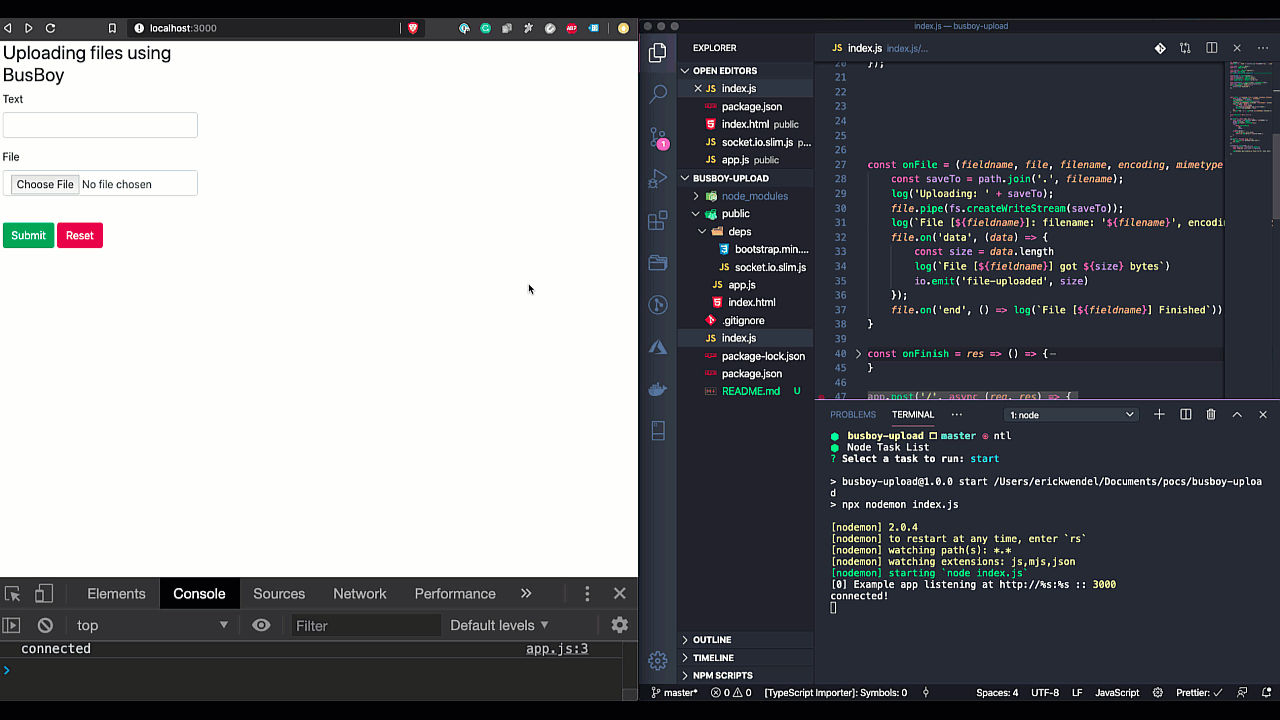 localhost:3000
Uploading files using
BusBoy
Text
File
Choose File No file chosen
Submit Reset
Elements Console Sources Network Performance »
top Filter Default levels
connected app.js:3
index.js — busboy-upload
EXPLORER
OPEN EDITORS
JS index.js
package.json
index.html public
socket.io.slim.js p...
JS app.js public
BUSBOY-UPLOAD
node_modules
public
deps
bootstrap.min....
JS socket.io.slim.js
JS app.js
index.html
.gitignore
JS index.js
package-lock.json
package.json
README.md U
OUTLINE
TIMELINE
NPM SCRIPTS
JS index.js index.js/...
20 });
21
22
23
24
25
26
27 const onFile = (fieldname, file, filename, encoding, mimetype
28 const saveTo = path.join('.', filename);
29 log('Uploading: ' + saveTo);
30 file.pipe(fs.createWriteStream(saveTo));
31 log(`File [${fieldname}]: filename: '${filename}', encodin
32 file.on('data', (data) => {
33 const size = data.length
34 log(`File [${fieldname}] got ${size} bytes`)
35 io.emit('file-uploaded', size)
36 });
37 file.on('end', () => log(`File [${fieldname}] Finished`))
38 }
39
40 const onFinish = res => () => {
45 }
46
47 app.post('/', async (req, res) => {
PROBLEMS TERMINAL ... 1: node
busboy-upload master ntl
Node Task List
? Select a task to run: start
> busboy-upload@1.0.0 start /Users/erickwendel/Documents/pocs/busboy-uploa
d
> npx nodemon index.js
[nodemon] 2.0.4
[nodemon] to restart at any time, enter `rs`
[nodemon] watching path(s): *.*
[nodemon] watching extensions: js,mjs,json
[nodemon] starting `node index.js`
[0] Example app listening at http://%s:%s :: 3000
connected!
master* 0 0 [TypeScript Importer]: Symbols: 0 Spaces: 4 UTF-8 LF JavaScript Prettier: ✓